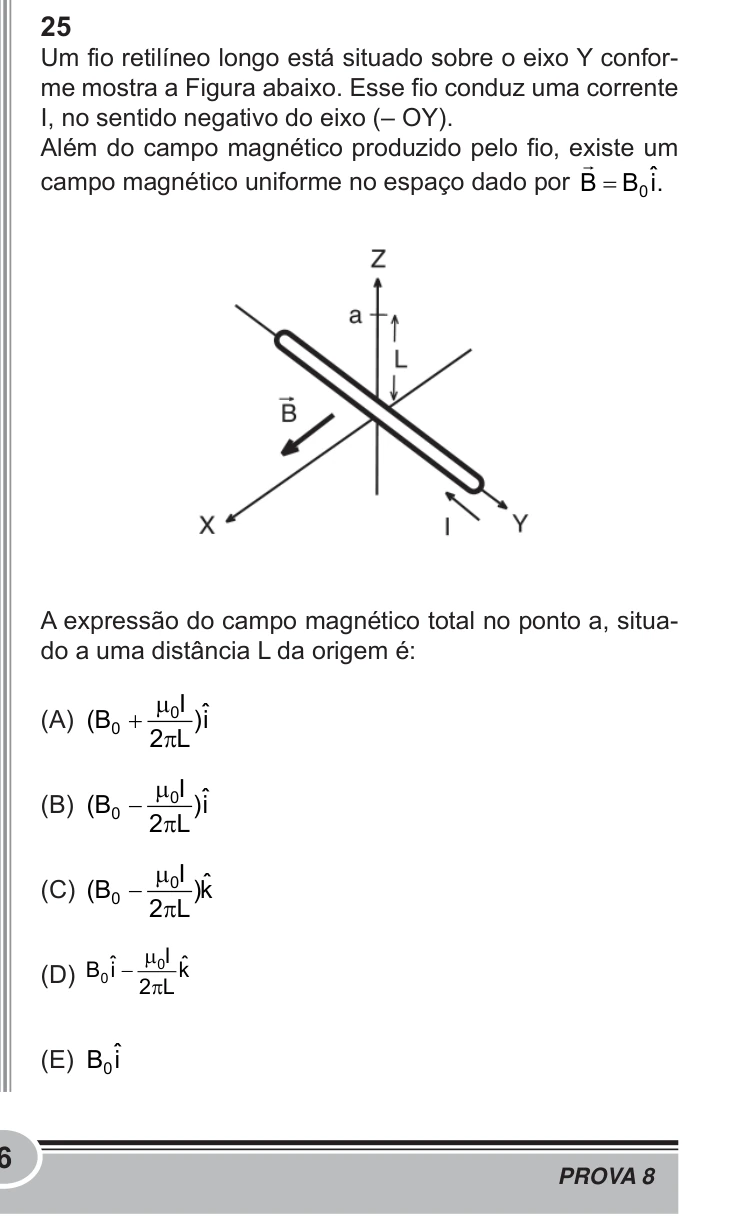 25
Um fio retilíneo longo está situado sobre o eixo Y confor-
me mostra a Figura abaixo. Esse fio conduz uma corrente
I, no sentido negativo do eixo (– OY).
Além do campo magnético produzido pelo fio, existe um
campo magnético uniforme no espaço dado por B⃗ = B₀î.
Z
a
L
B⃗
X
I
Y
A expressão do campo magnético total no ponto a, situa-
do a uma distância L da origem é:
(A) (B₀ + μ₀I/2πL)î
(B) (B₀ − μ₀I/2πL)î
(C) (B₀ − μ₀I/2πL)k̂
(D) B₀î − μ₀I/2πL k̂
(E) B₀î
6
PROVA 8